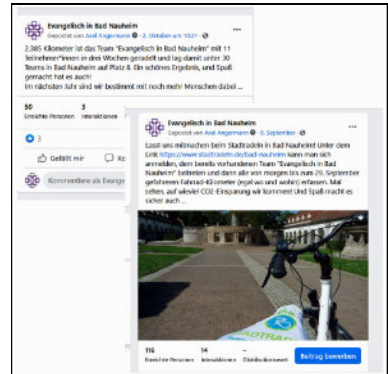 Evangelisch in Bad Nauheim
Gepostet von Axel Angermann · 2. Oktober um 19:21 ·
2.385 Kilometer ist das Team "Evangelisch in Bad Nauheim" mit 11
Teilnehmer*innen in drei Wochen geradelt und lag damit unter 30
Teams in Bad Nauheim auf Platz 8. Ein schönes Ergebnis, und Spaß
gemacht hat es auch!
Im nächsten Jahr sind wir bestimmt mit noch mehr Menschen dabei ...
50
Erreichte Personen
3
Interaktionen
3
Gefällt mir
Ko
Kommentiere als Evange
Evangelisch in Bad Nauheim
Gepostet von Axel Angermann · 8. September ·
Lasst uns mitmachen beim Stadtradeln in Bad Nauheim! Unter dem
Link https://www.stadtradeln.de/bad-nauheim kann man sich
anmelden, dem bereits vorhandenen Team "Evangelisch in Bad
Nauheim" beitreten und dann alle von morgen bis zum 29. September
gefahrenen Fahrrad-Kilometer (egal wo und wohin) erfassen. Mal
sehen, auf wieviel CO2-Einsparung wir kommen! Und Spaß macht es
sicher auch ...
STADTRADELN
116
Erreichte Personen
14
Interaktionen
–
Distributionswert
Beitrag bewerben